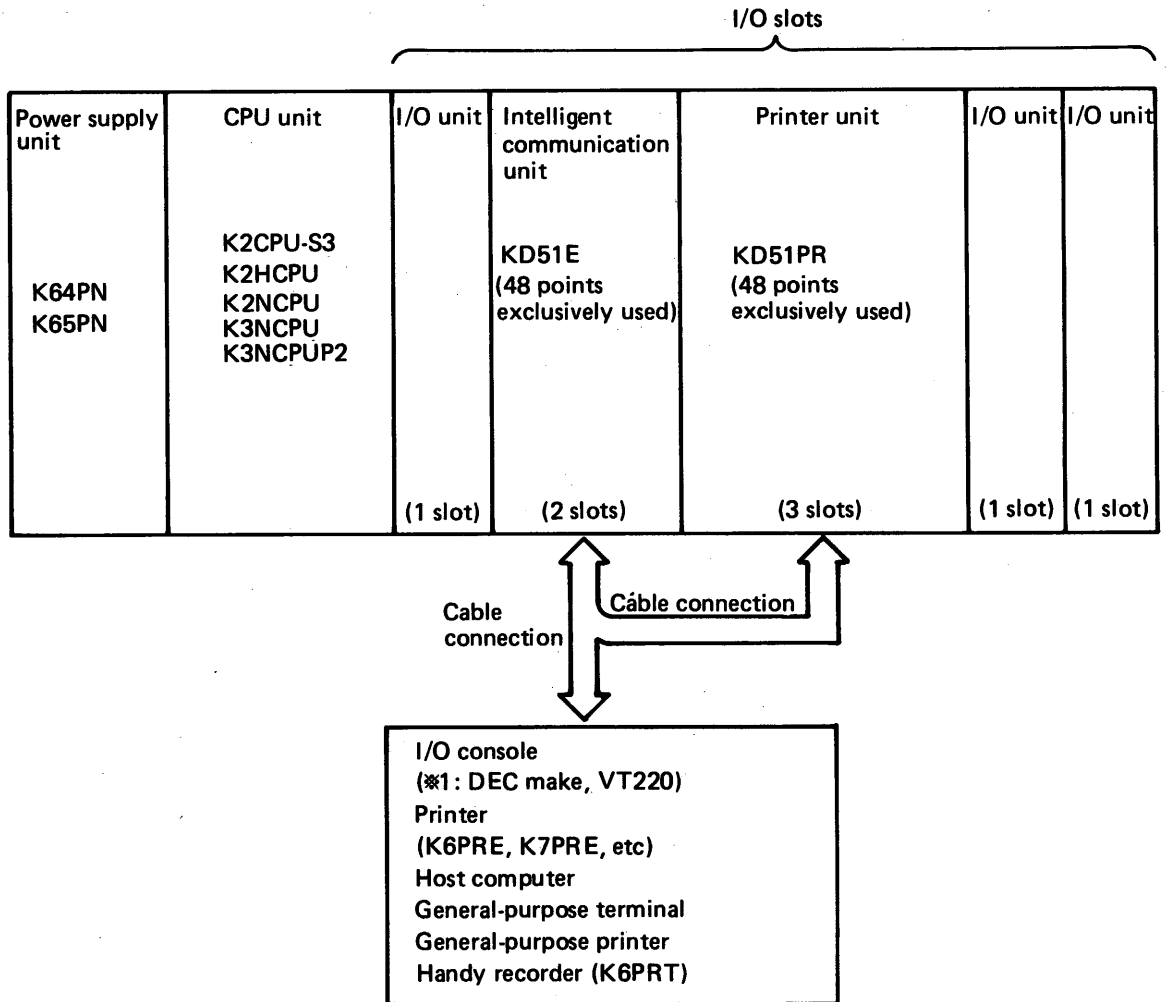 I/O slots
Power supply
unit
K64PN
K65PN
CPU unit
K2CPU-S3
K2HCPU
K2NCPU
K3NCPU
K3NCPUP2
I/O unit
(1 slot)
Intelligent
communication
unit
KD51E
(48 points
exclusively used)
(2 slots)
Printer unit
KD51PR
(48 points
exclusively used)
(3 slots)
I/O unit
(1 slot)
I/O unit
(1 slot)
Cable
connection
Cable connection
I/O console
(※1: DEC make, VT220)
Printer
(K6PRE, K7PRE, etc)
Host computer
General-purpose terminal
General-purpose printer
Handy recorder (K6PRT)